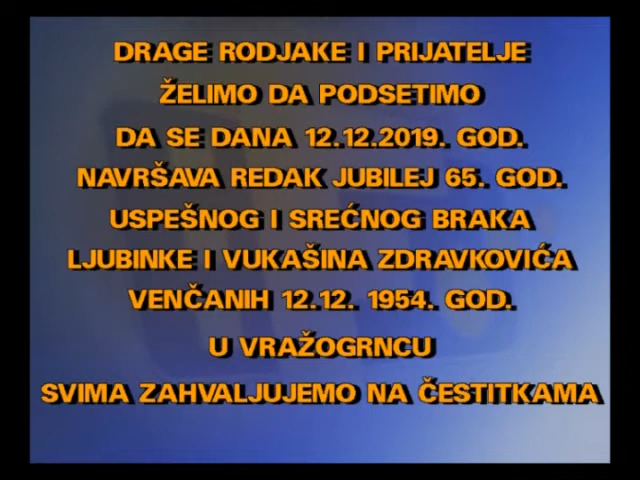 DRAGE RODJAKE I PRIJATELJE
ŽELIMO DA PODSETIMO
DA SE DANA 12.12.2019. GOD.
NAVRŠAVA REDAK JUBILEJ 65. GOD.
USPEŠNOG I SREĆNOG BRAKA
LJUBINKE I VUKAŠINA ZDRAVKOVIĆA
VENČANIH 12.12. 1954. GOD.
U VRAŽOGRNCU
SVIMA ZAHVALJUJEMO NA ČESTITKAMA